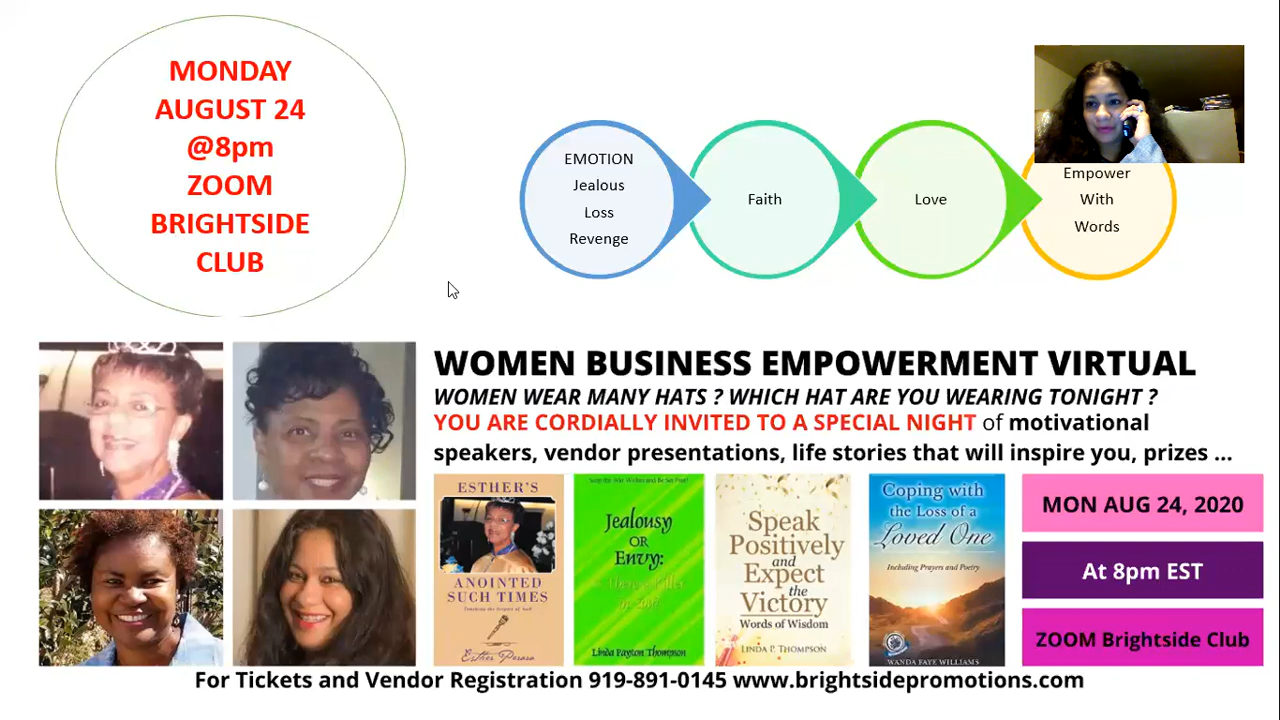 MONDAY
AUGUST 24
@8pm
ZOOM
BRIGHTSIDE
CLUB
EMOTION
Jealous
Loss
Revenge
Faith
Love
Empower
With
Words
WOMEN BUSINESS EMPOWERMENT VIRTUAL
WOMEN WEAR MANY HATS ? WHICH HAT ARE YOU WEARING TONIGHT ?
YOU ARE CORDIALLY INVITED TO A SPECIAL NIGHT of motivational
speakers, vendor presentations, life stories that will inspire you, prizes ...
ESTHER'S
ANOINTED
SUCH TIMES
Esther
Jealousy
OR
Envy:
Linda Payton Thompson
Speak
Positively
and
Expect
the
Victory
Words of Wisdom
LINDA P. THOMPSON
Coping with
the Loss of a
Loved One
Including Prayers and Poetry
WANDA FAYE WILLIAMS
MON AUG 24, 2020
At 8pm EST
ZOOM Brightside Club
For Tickets and Vendor Registration 919-891-0145 www.brightsidepromotions.com